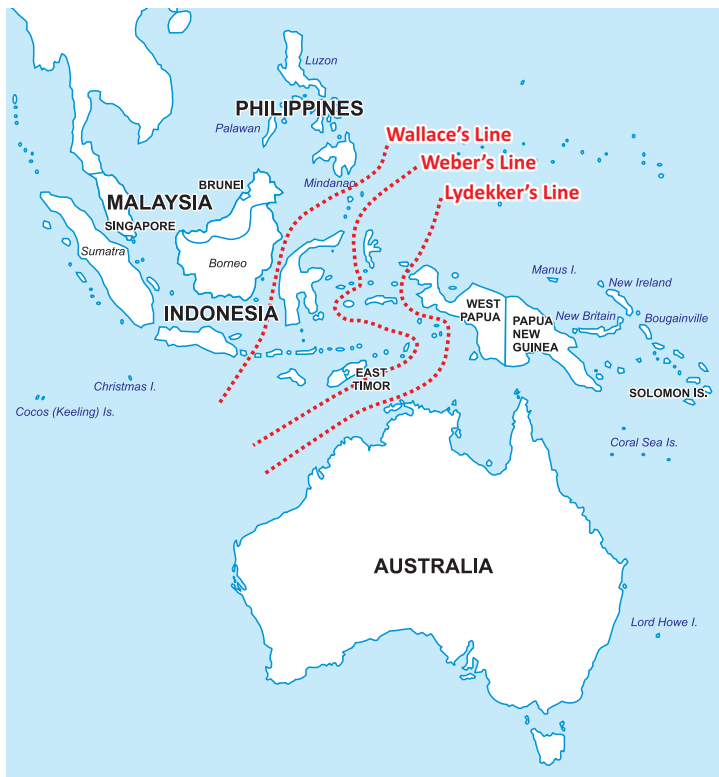 Luzon
PHILIPPINES
Palawan
Wallace's Line
Weber's Line
Lydekker's Line
Mindanao
BRUNEI
MALAYSIA
SINGAPORE
Sumatra
Borneo
INDONESIA
Manus I.
New Ireland
WEST
PAPUA
PAPUA
NEW
GUINEA
New Britain
Bougainville
EAST
TIMOR
SOLOMON IS.
Christmas I.
Cocos (Keeling) Is.
Coral Sea Is.
AUSTRALIA
Lord Howe I.